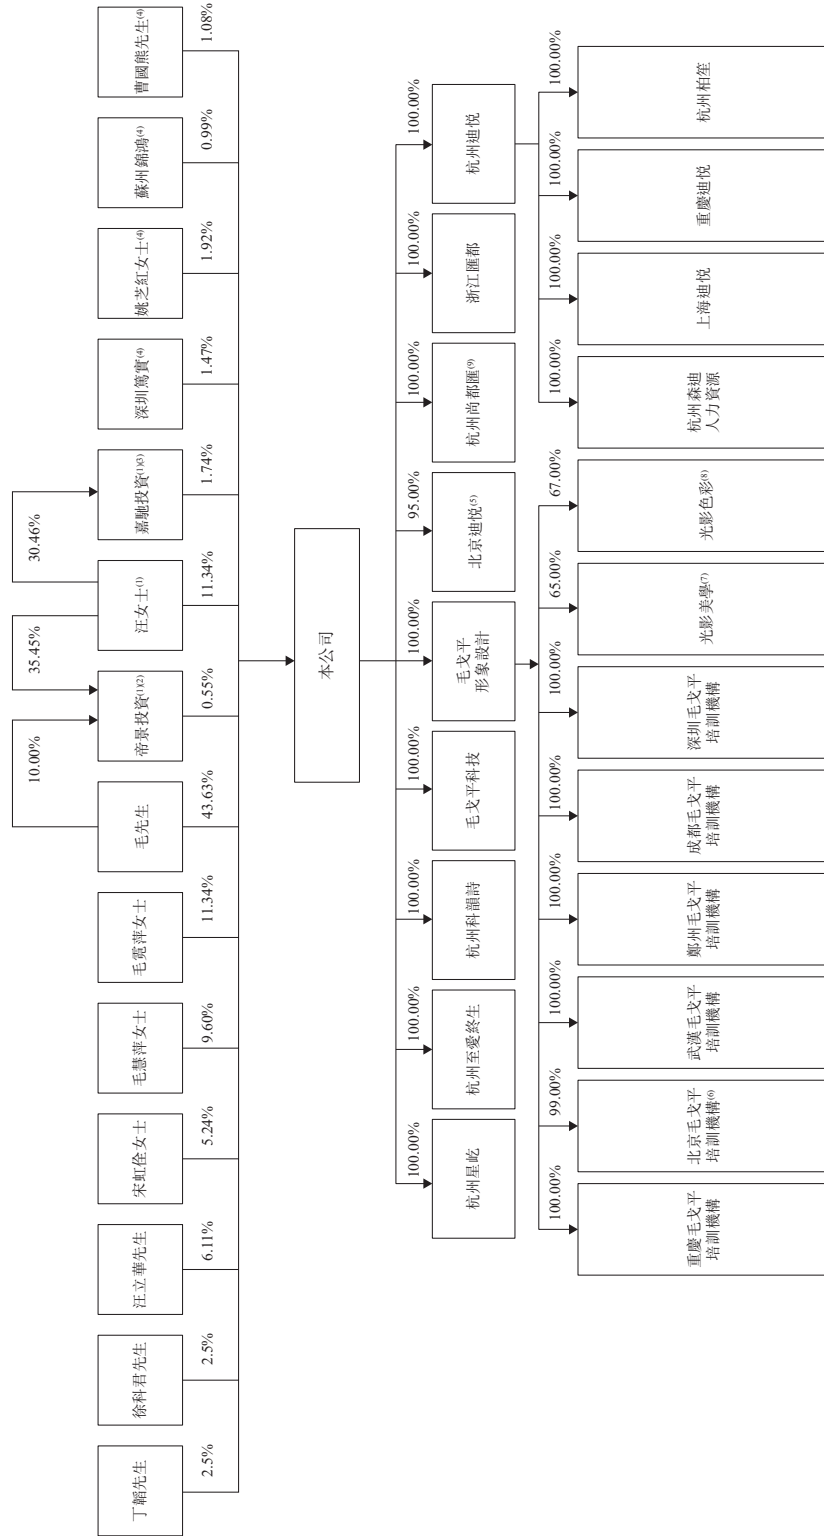 10.00%
35.45%
30.46%
丁韜先生
徐科君先生
汪立華先生
宋虹佺女士
毛慧萍女士
毛霓萍女士
毛先生
帝景投資(1)(2)
汪女士(1)
嘉馳投資(1)(3)
深圳篤實(4)
姚芝紅女士(4)
蘇州錦鴻(4)
曹國熊先生(4)
2.5%
2.5%
6.11%
5.24%
9.60%
11.34%
43.63%
0.55%
11.34%
1.74%
1.47%
1.92%
0.99%
1.08%
本公司
100.00%
100.00%
100.00%
100.00%
100.00%
95.00%
100.00%
100.00%
100.00%
杭州星屹
杭州至愛終生
杭州科韻詩
毛戈平科技
毛戈平
形象設計
北京迪悅(5)
杭州尚都匯(9)
浙江匯都
杭州迪悅
100.00%
99.00%
100.00%
100.00%
100.00%
100.00%
65.00%
67.00%
100.00%
100.00%
100.00%
100.00%
重慶毛戈平
培訓機構
北京毛戈平
培訓機構(6)
武漢毛戈平
培訓機構
鄭州毛戈平
培訓機構
成都毛戈平
培訓機構
深圳毛戈平
培訓機構
光影美學(7)
光影色彩(8)
杭州森迪
人力資源
上海迪悅
重慶迪悅
杭州柏笙